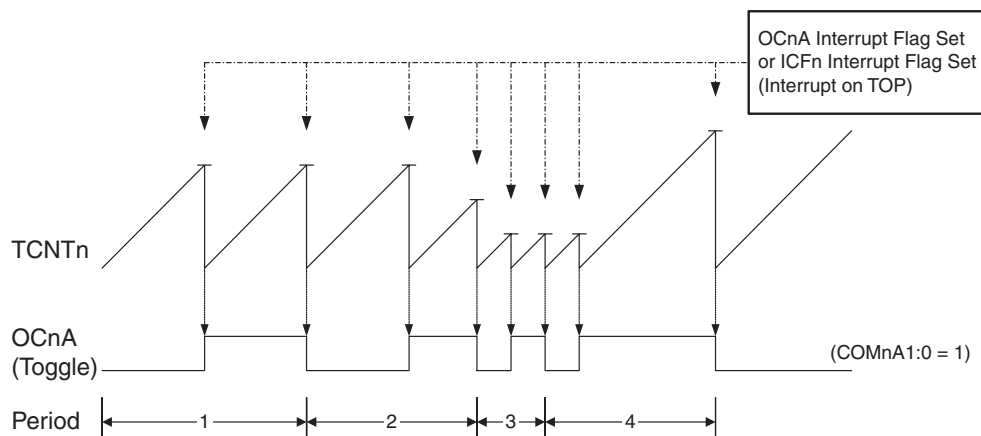 OCnA Interrupt Flag Set
or ICFn Interrupt Flag Set
(Interrupt on TOP)
TCNTn
OCnA
(Toggle)
(COMnA1:0 = 1)
Period 1 2 3 4